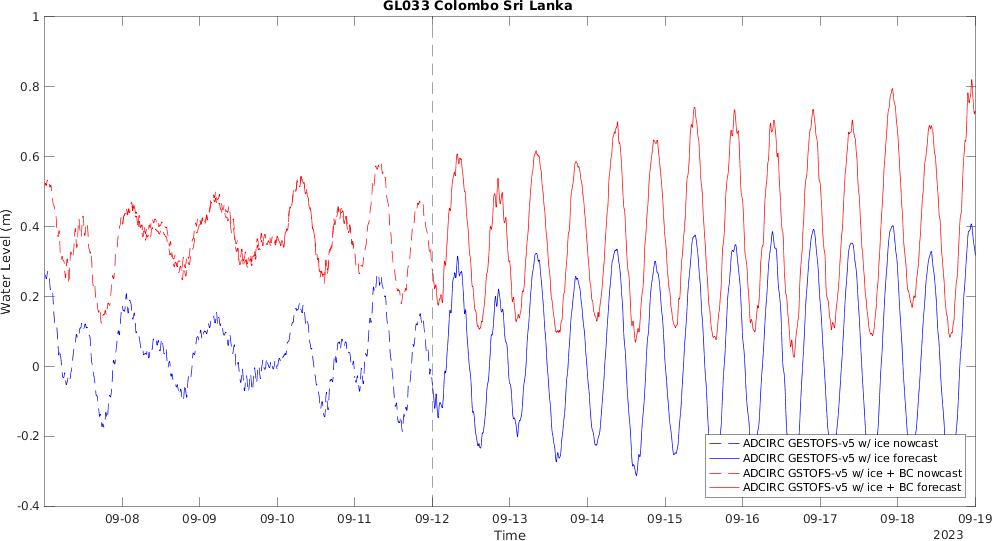 GL033 Colombo Sri Lanka
1
0.8
0.6
0.4
0.2
0
-0.2
-0.4
Water Level (m)
ADCIRC GESTOFS-v5 w/ ice nowcast
ADCIRC GESTOFS-v5 w/ ice forecast
ADCIRC GSTOFS-v5 w/ ice + BC nowcast
ADCIRC GSTOFS-v5 w/ ice + BC forecast
09-08 09-09 09-10 09-11 09-12 09-13 09-14 09-15 09-16 09-17 09-18 09-19
Time
2023